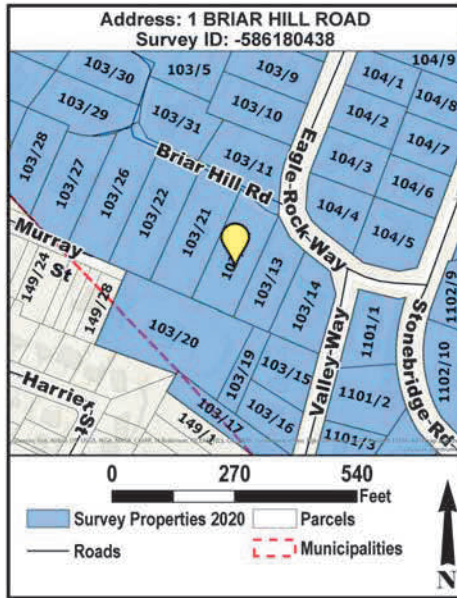 Address: 1 BRIAR HILL ROAD
Survey ID: -586180438
103/30
103/5
103/9
104/9
104/1
104/8
103/29
103/10
103/31
104/2
104/7
103/28
103/27
103/26
103/22
103/21
103/11
Briar Hill Rd
Eagle Rock Way
104/3
104/6
104/4
104/5
103/13
103/14
Murray St
149/24
149/28
103/20
103/19
103/15
103/16
103/17
Valley Way
1101/1
1101/2
1101/3
Stonebridge Rd
1102/9
1102/10
Harrier St
0 270 540
Feet
Survey Properties 2020
Parcels
Roads
Municipalities
N